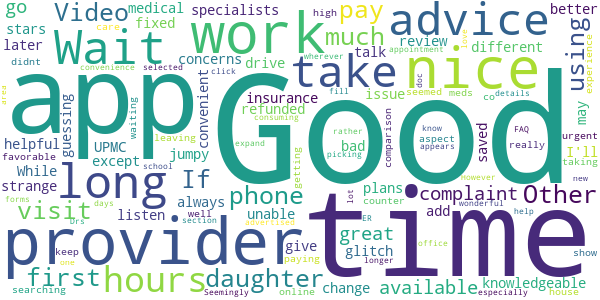 go
Video
medical
specialists
high
advice
better
stars
fixed
pay
cace
love
later
Wait
work
much
review
different
didnt
concerns
drive
talk
appointment
wherever
convenience
selected
click
app
Good
nice
using
experience
area
take
doc
details
insurance
issue
seemed
meds
co
may
fill
consuming
guessing
convenient
refunded
saved
comparison
know
FAQ
urgent
helpful
UPMC
waiting
leaving
rather
bad
aspect
appears
really
I'll
favorable
except
jumpy
expand
picking
taking
While
If
school
getting
plans
however
strange
long
phone
counter
complaint
Other
new
forms
Drs
days
always
unable
lot
ER
add
wonderful
help
visit
listen
well
section
advertised
great
longer
office
show
provider
time
keep
give
glitch
one
paying
first
hours
daughter
change
available
knowledgeable
searching
Seemingly
online
especially
house